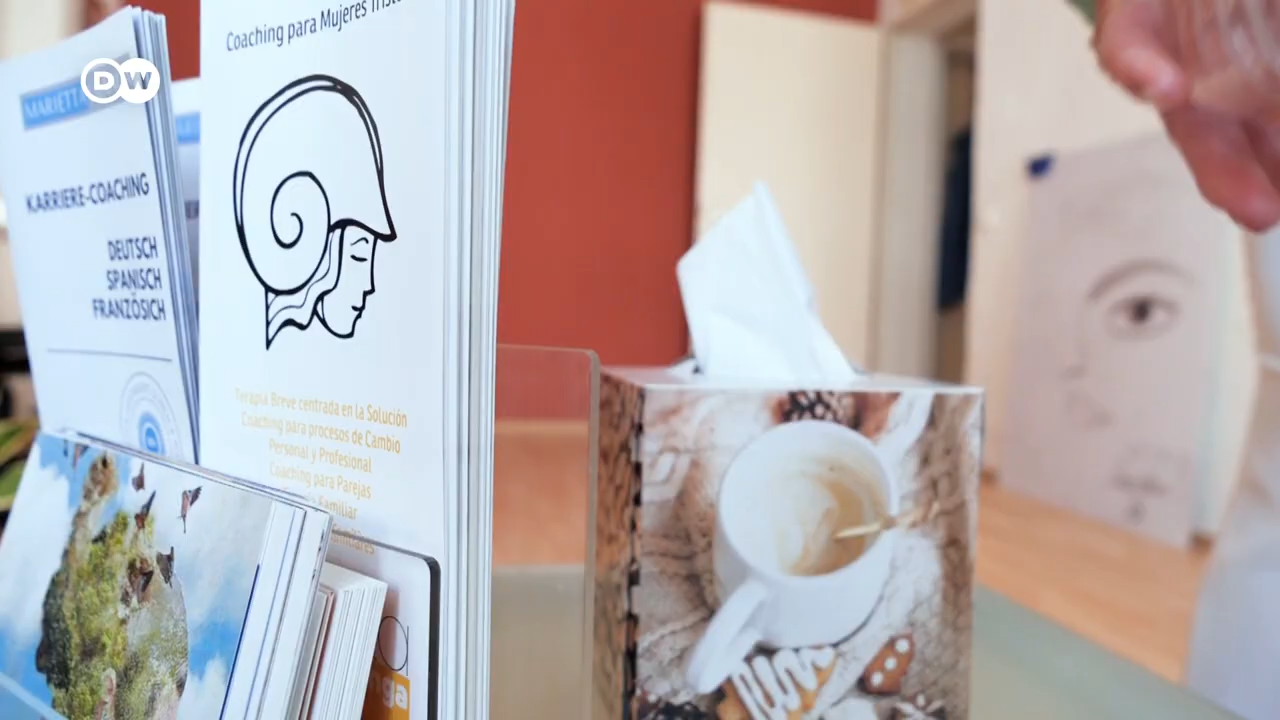 DW
MARIETT
KARRIERE-COACHING
DEUTSCH
SPANISCH
FRANZÖSICH
Coaching para Mujeres
Terapia Breve centrada en la Solución
Coaching para procesos de Cambio
Personal y Profesional
Coaching para Parejas
Familiar